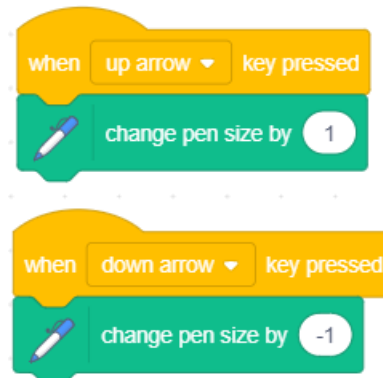 when up arrow key pressed
change pen size by 1
when down arrow key pressed
change pen size by -1